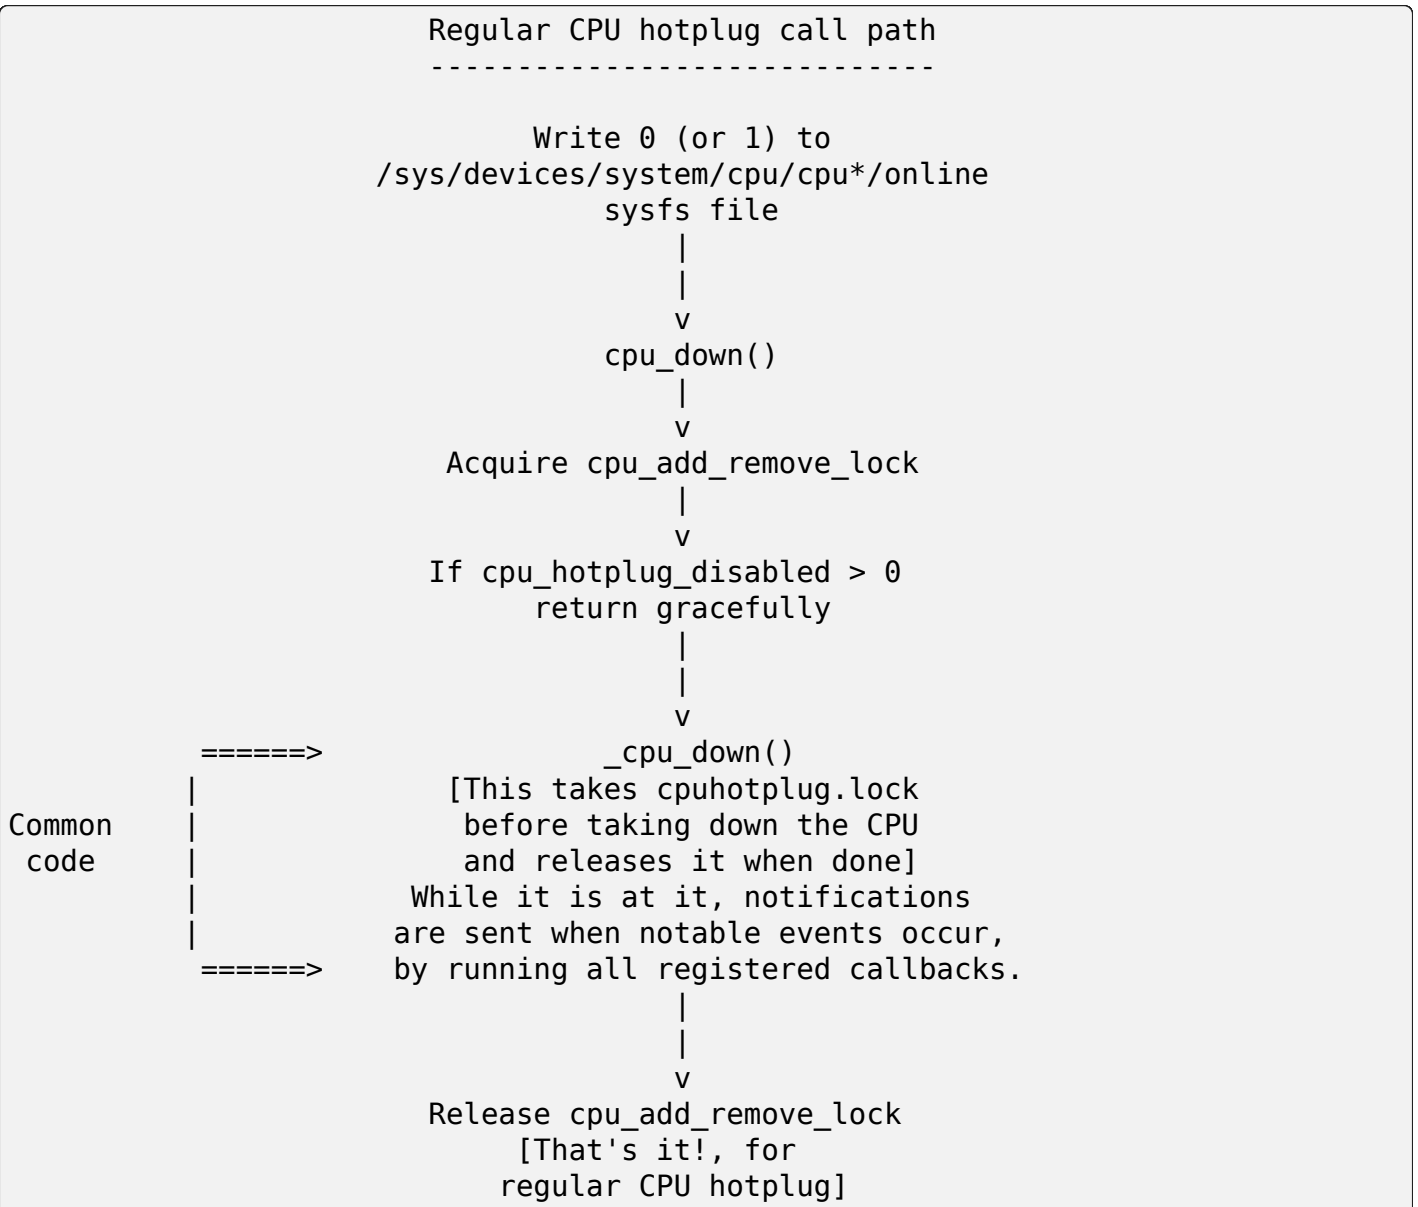 Regular CPU hotplug call path
-----------------------------
Write 0 (or 1) to
/sys/devices/system/cpu/cpu*/online
sysfs file
|
|
v
cpu_down()
|
v
Acquire cpu_add_remove_lock
|
v
If cpu_hotplug_disabled > 0
return gracefully
|
|
v
======>                _cpu_down()
|              [This takes cpuhotplug.lock
Common    |               before taking down the CPU
code     |               and releases it when done]
|            While it is at it, notifications
|           are sent when notable events occur,
======>    by running all registered callbacks.
|
|
v
Release cpu_add_remove_lock
[That's it!, for
regular CPU hotplug]